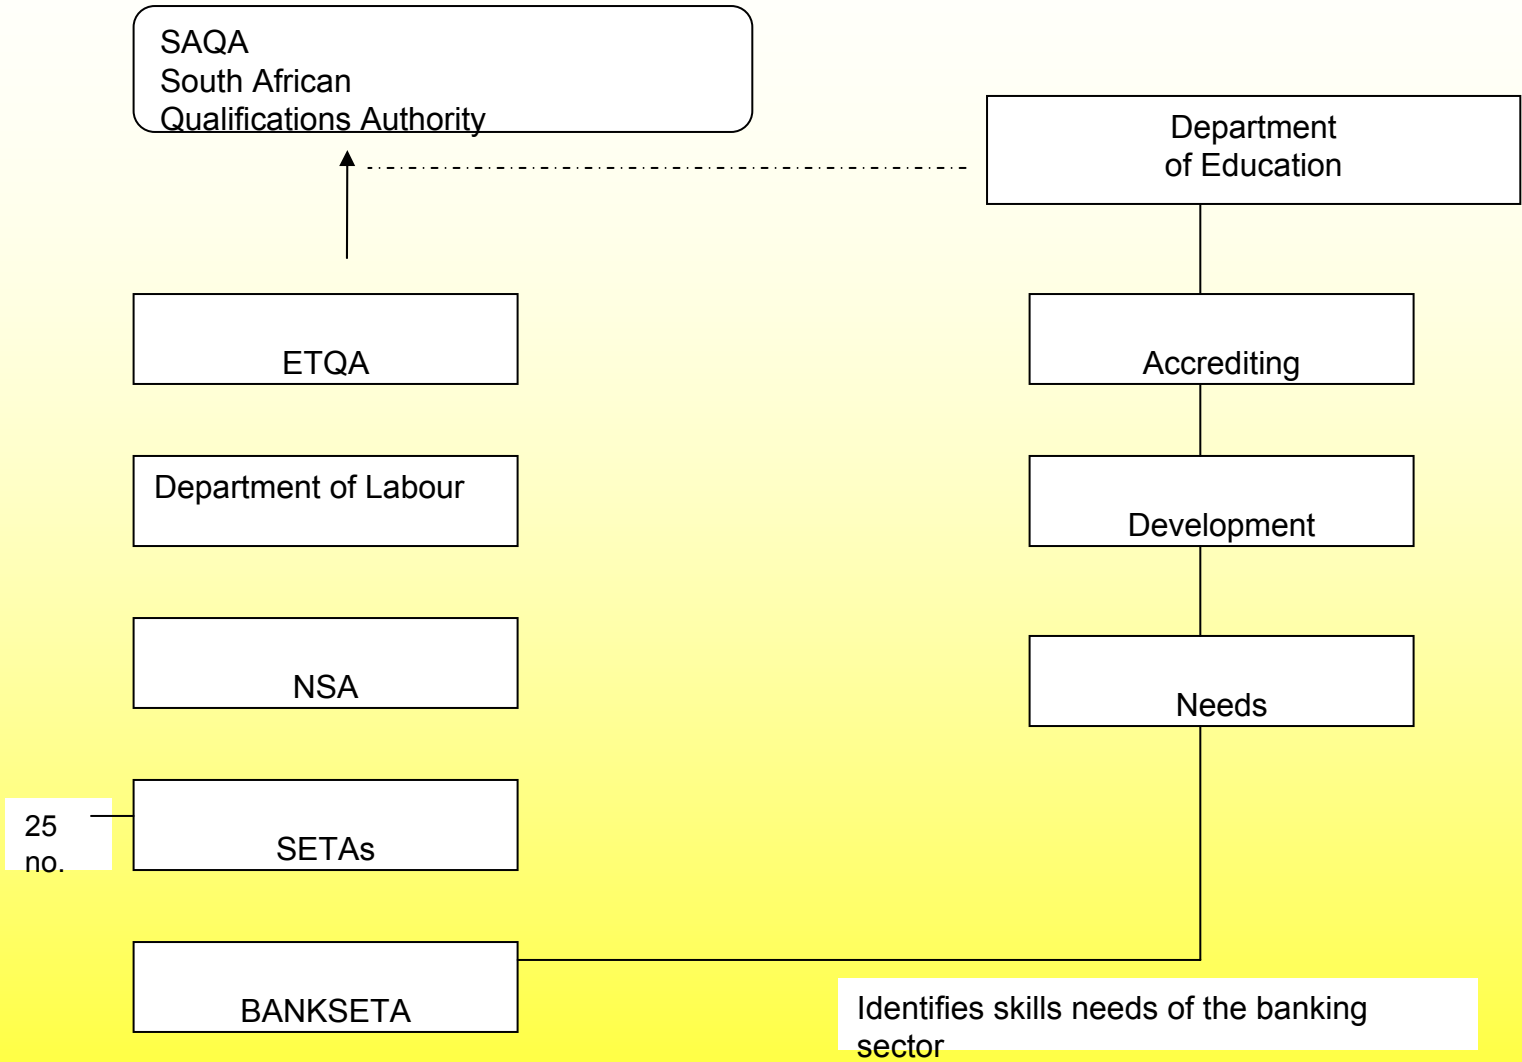 SAQA
South African
Qualifications Authority
Department
of Education
ETQA
Accrediting
Department of Labour
Development
NSA
Needs
25
no.
SETAs
BANKSETA
Identifies skills needs of the banking
sector